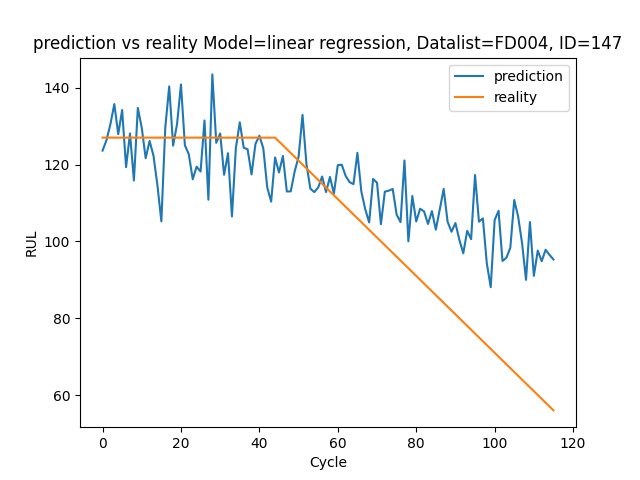 prediction vs reality Model=linear regression, Datalist=FD004, ID=147
prediction
reality
RUL
140
120
100
80
60
0 20 40 60 80 100 120
Cycle